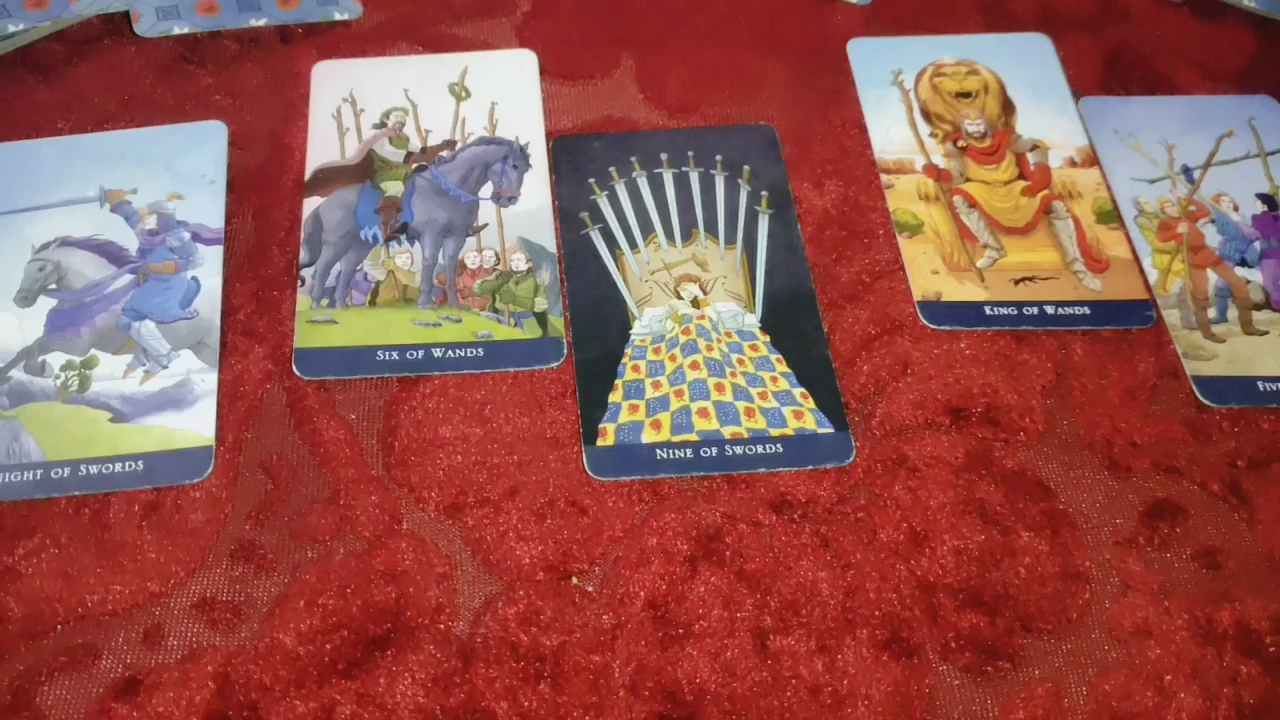 NIGHT OF SWORDS
SIX OF WANDS
NINE OF SWORDS
KING OF WANDS
FIV